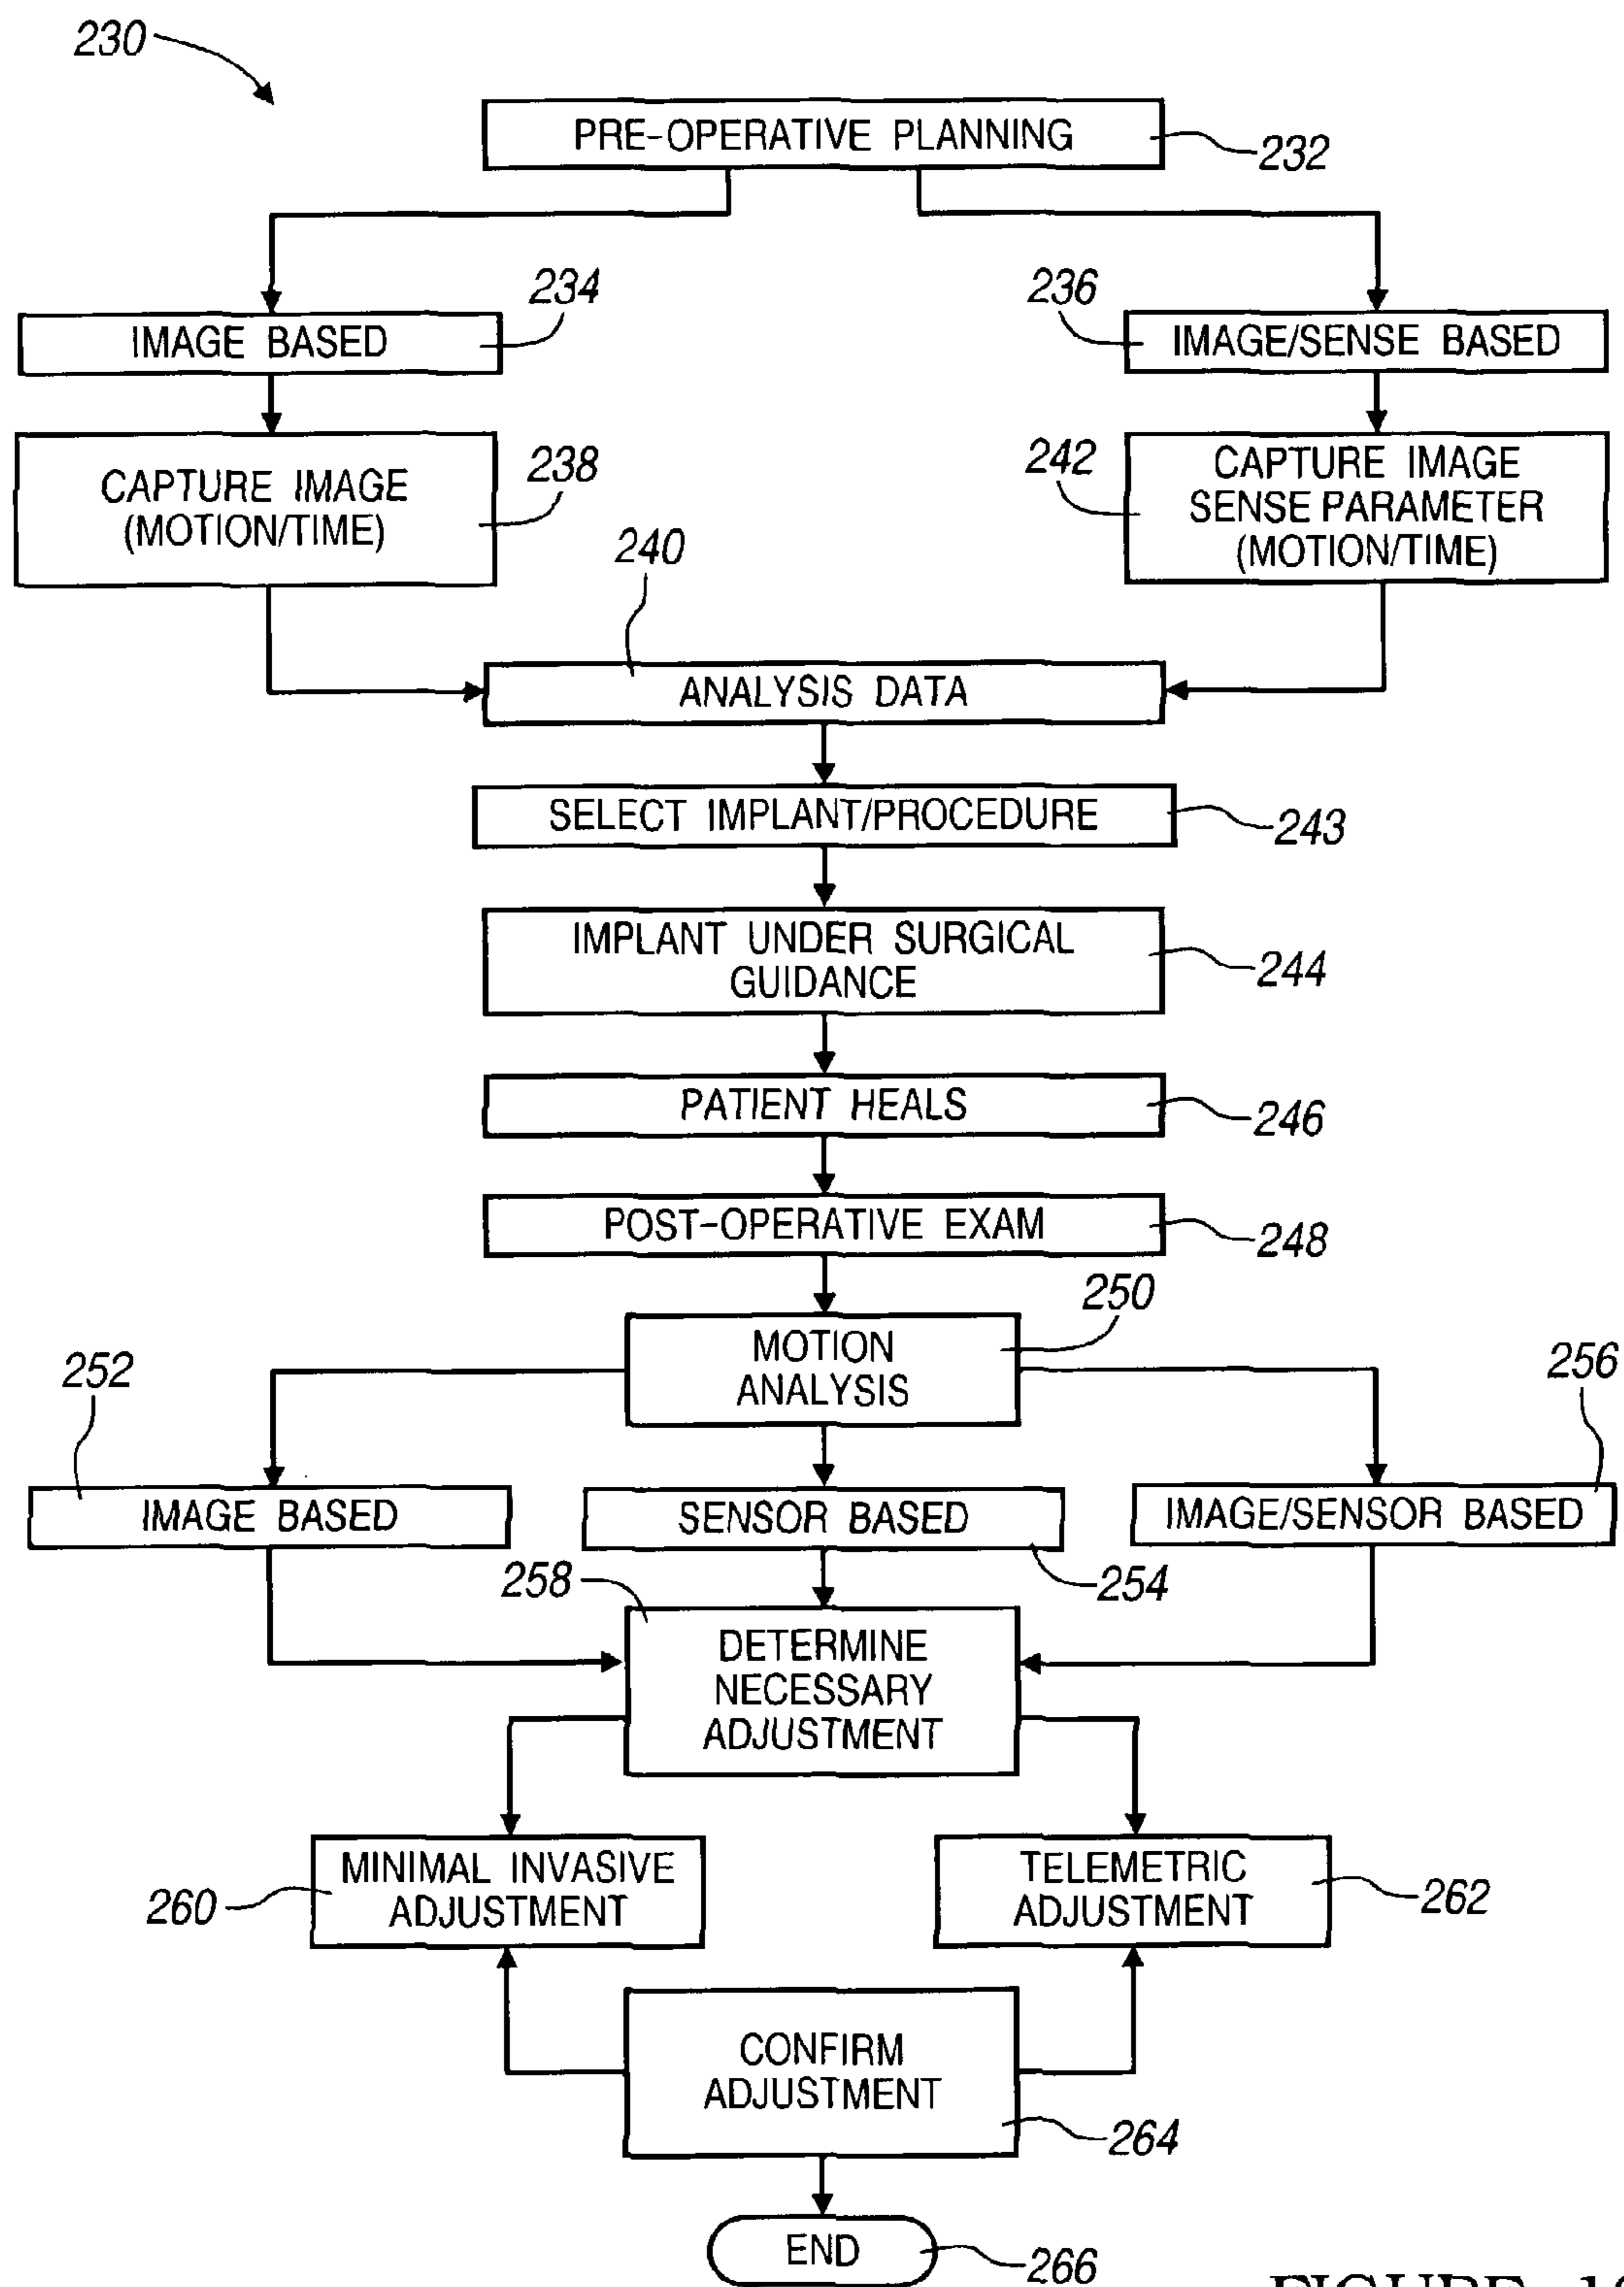 230
PRE-OPERATIVE PLANNING
232
234
236
IMAGE BASED
IMAGE/SENSE BASED
CAPTURE IMAGE
(MOTION/TIME)
238
242
CAPTURE IMAGE
SENSE PARAMETER
(MOTION/TIME)
240
ANALYSIS DATA
SELECT IMPLANT/PROCEDURE
243
IMPLANT UNDER SURGICAL
GUIDANCE
244
PATIENT HEALS
246
POST-OPERATIVE EXAM
248
250
MOTION
ANALYSIS
252
256
IMAGE BASED
SENSOR BASED
IMAGE/SENSOR BASED
254
258
DETERMINE
NECESSARY
ADJUSTMENT
MINIMAL INVASIVE
ADJUSTMENT
260
TELEMETRIC
ADJUSTMENT
262
CONFIRM
ADJUSTMENT
264
END
266